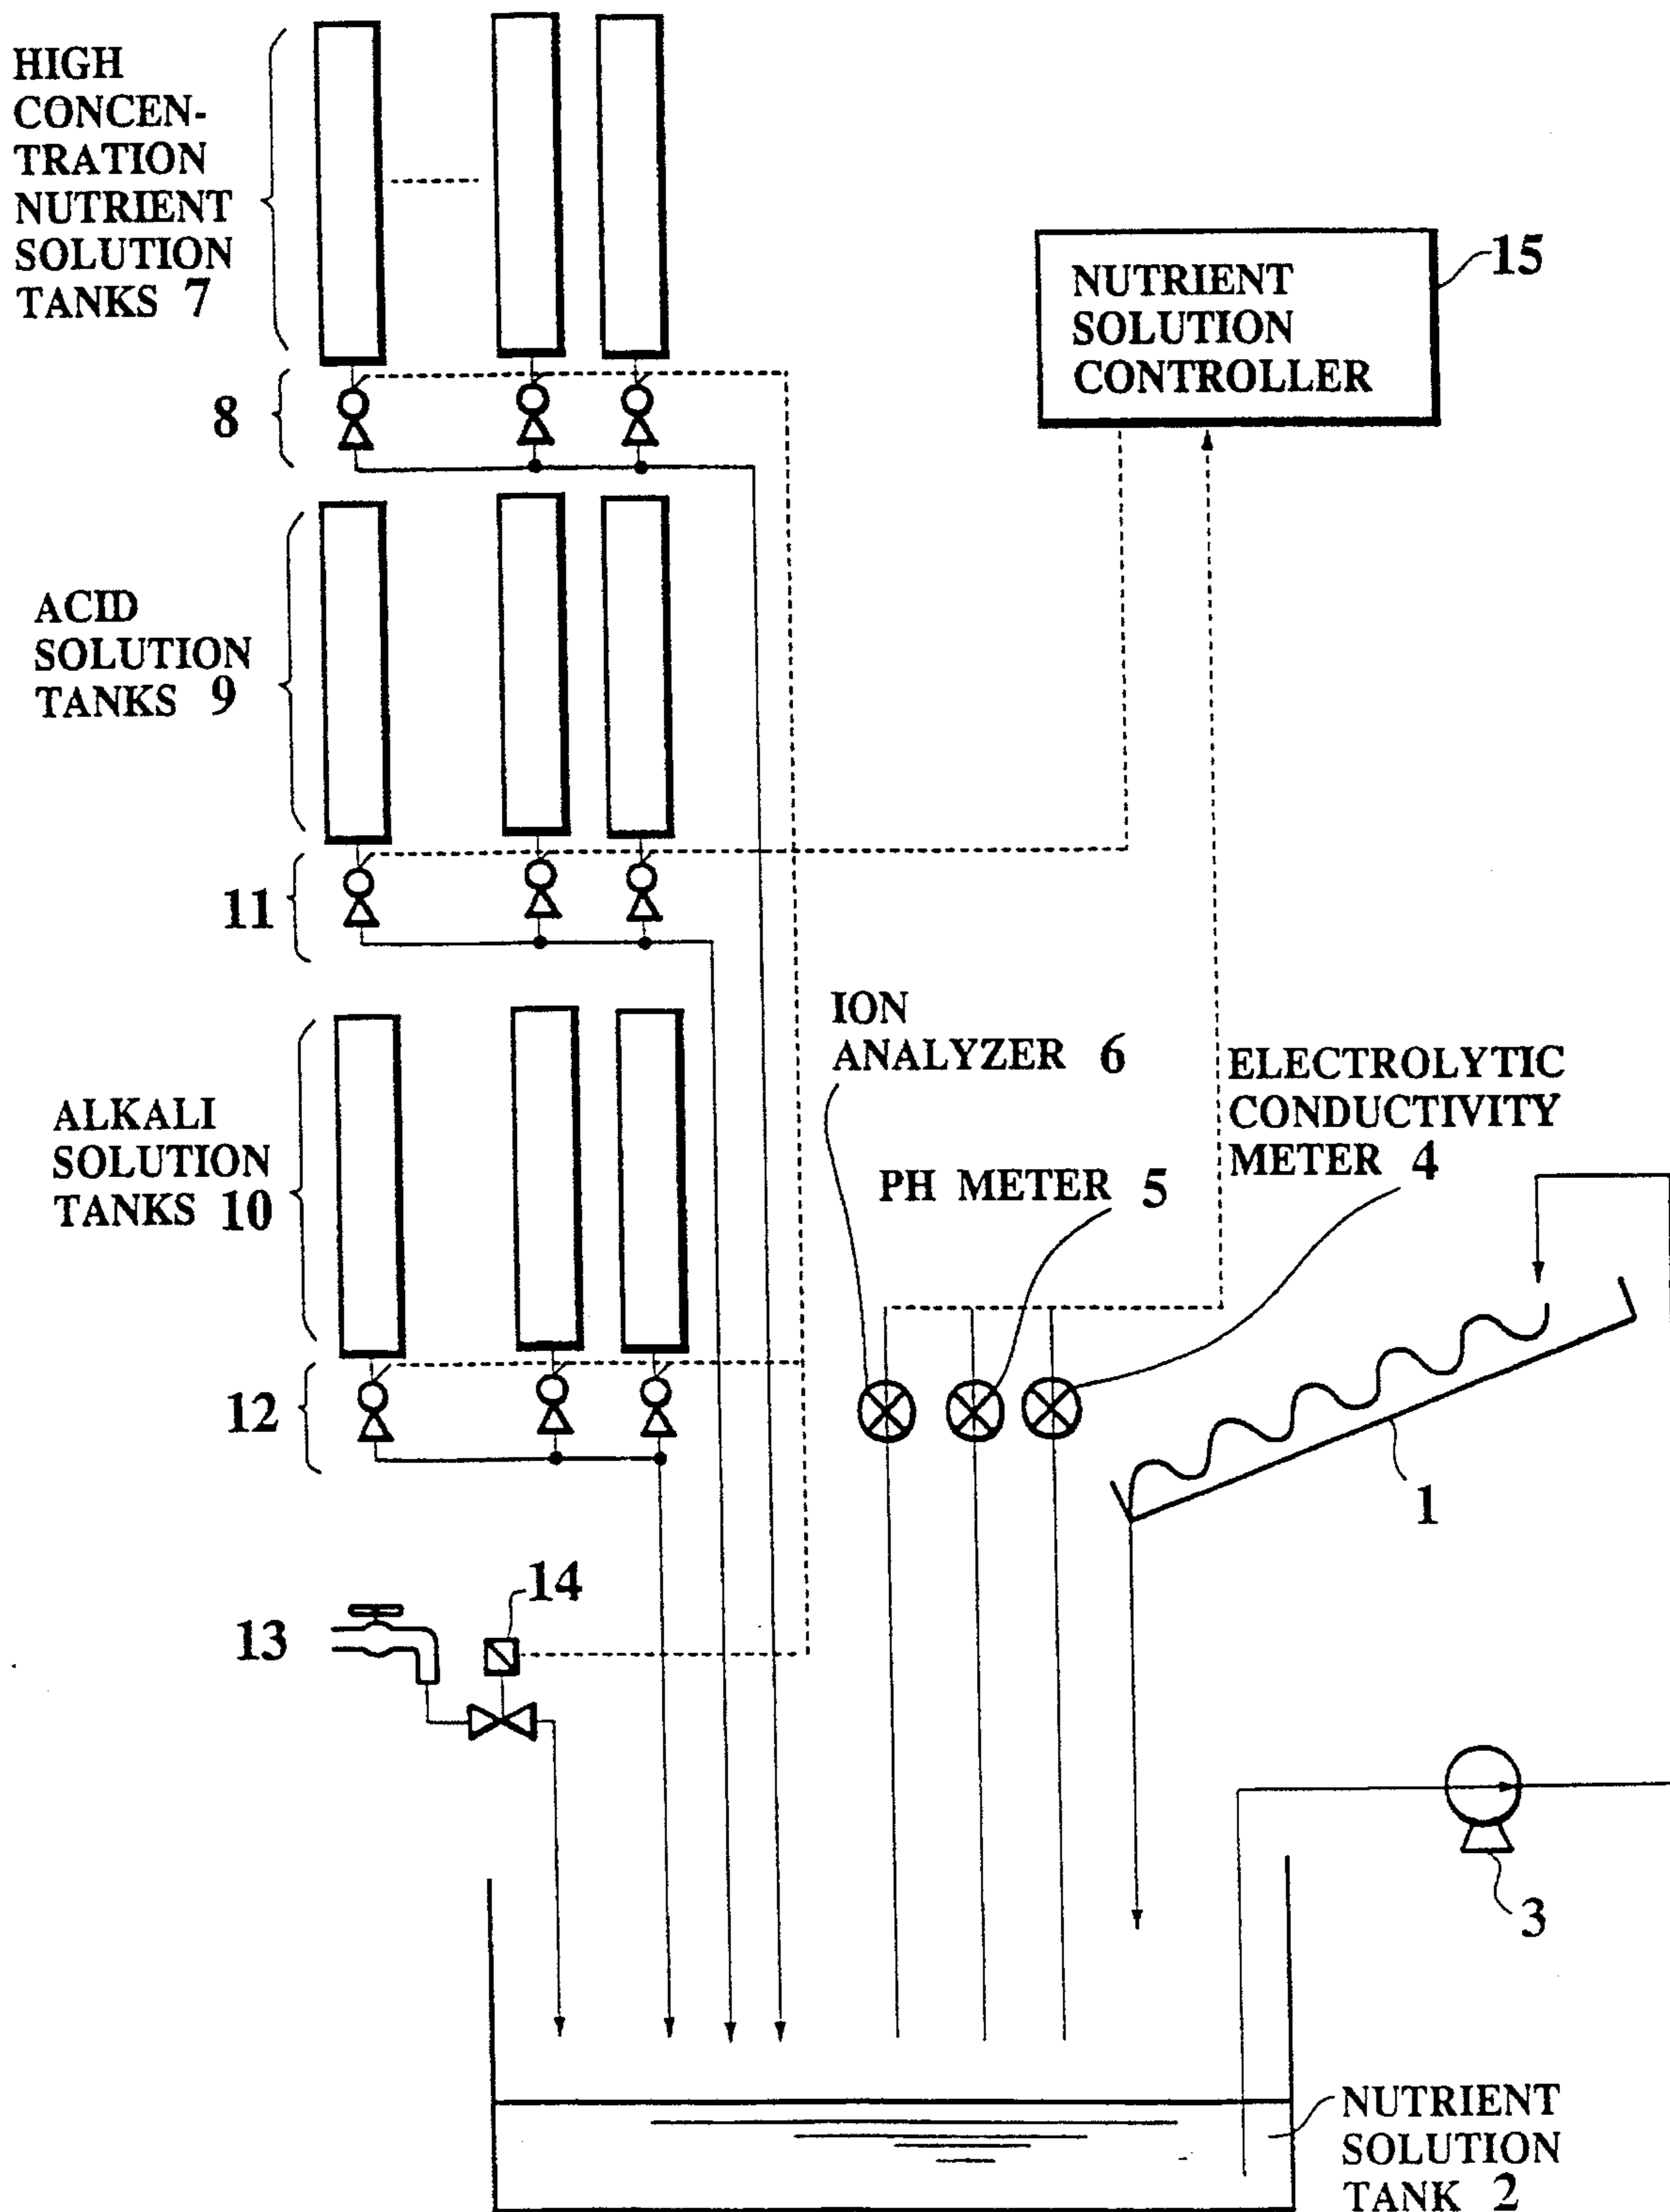 HIGH
CONCEN-
TRATION
NUTRIENT
SOLUTION
TANKS 7
8
NUTRIENT
SOLUTION
CONTROLLER
15
ACID
SOLUTION
TANKS 9
11
ION
ANALYZER 6
ELECTROLYTIC
CONDUCTIVITY
METER 4
PH METER 5
ALKALI
SOLUTION
TANKS 10
12
1
14
13
3
NUTRIENT
SOLUTION
TANK 2